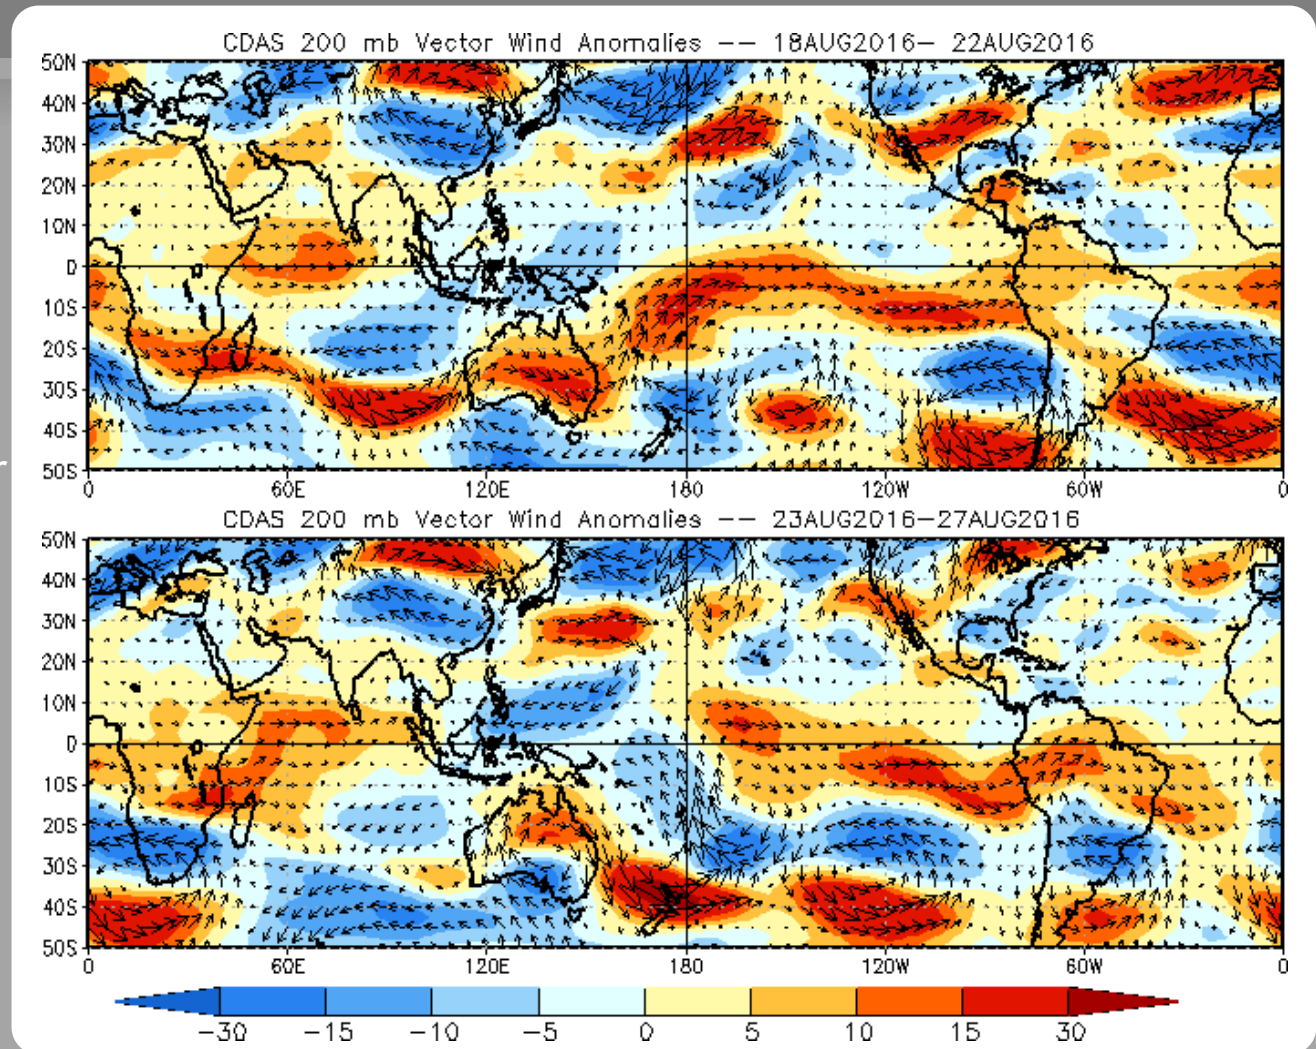 CDAS 200 mb Vector Wind Anomalies -- 18AUG2016- 22AUG2016
50N
40N
30N
20N
10N
0
10S
20S
30S
40S
50S
0 60E 120E 180 120W 60W 0
CDAS 200 mb Vector Wind Anomalies -- 23AUG2016-27AUG2016
50N
40N
30N
20N
10N
0
10S
20S
30S
40S
50S
0 60E 120E 180 120W 60W 0
-30 -15 -10 -5 0 5 10 15 30